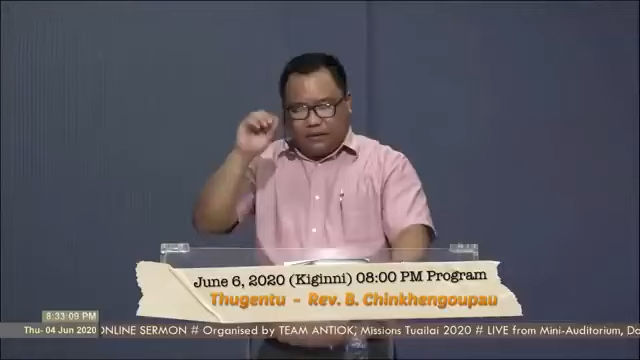 June 6, 2020 (Kiginni) 08:00 PM Program
Thugentu - Rev. B. Chinkhengoupau
8:33:09 PM
Thu- 04 Jun 2020
ONLINE SERMON # Organised by TEAM ANTIOK, Missions Tuailai 2020 # LIVE from Mini-Auditorium, Do